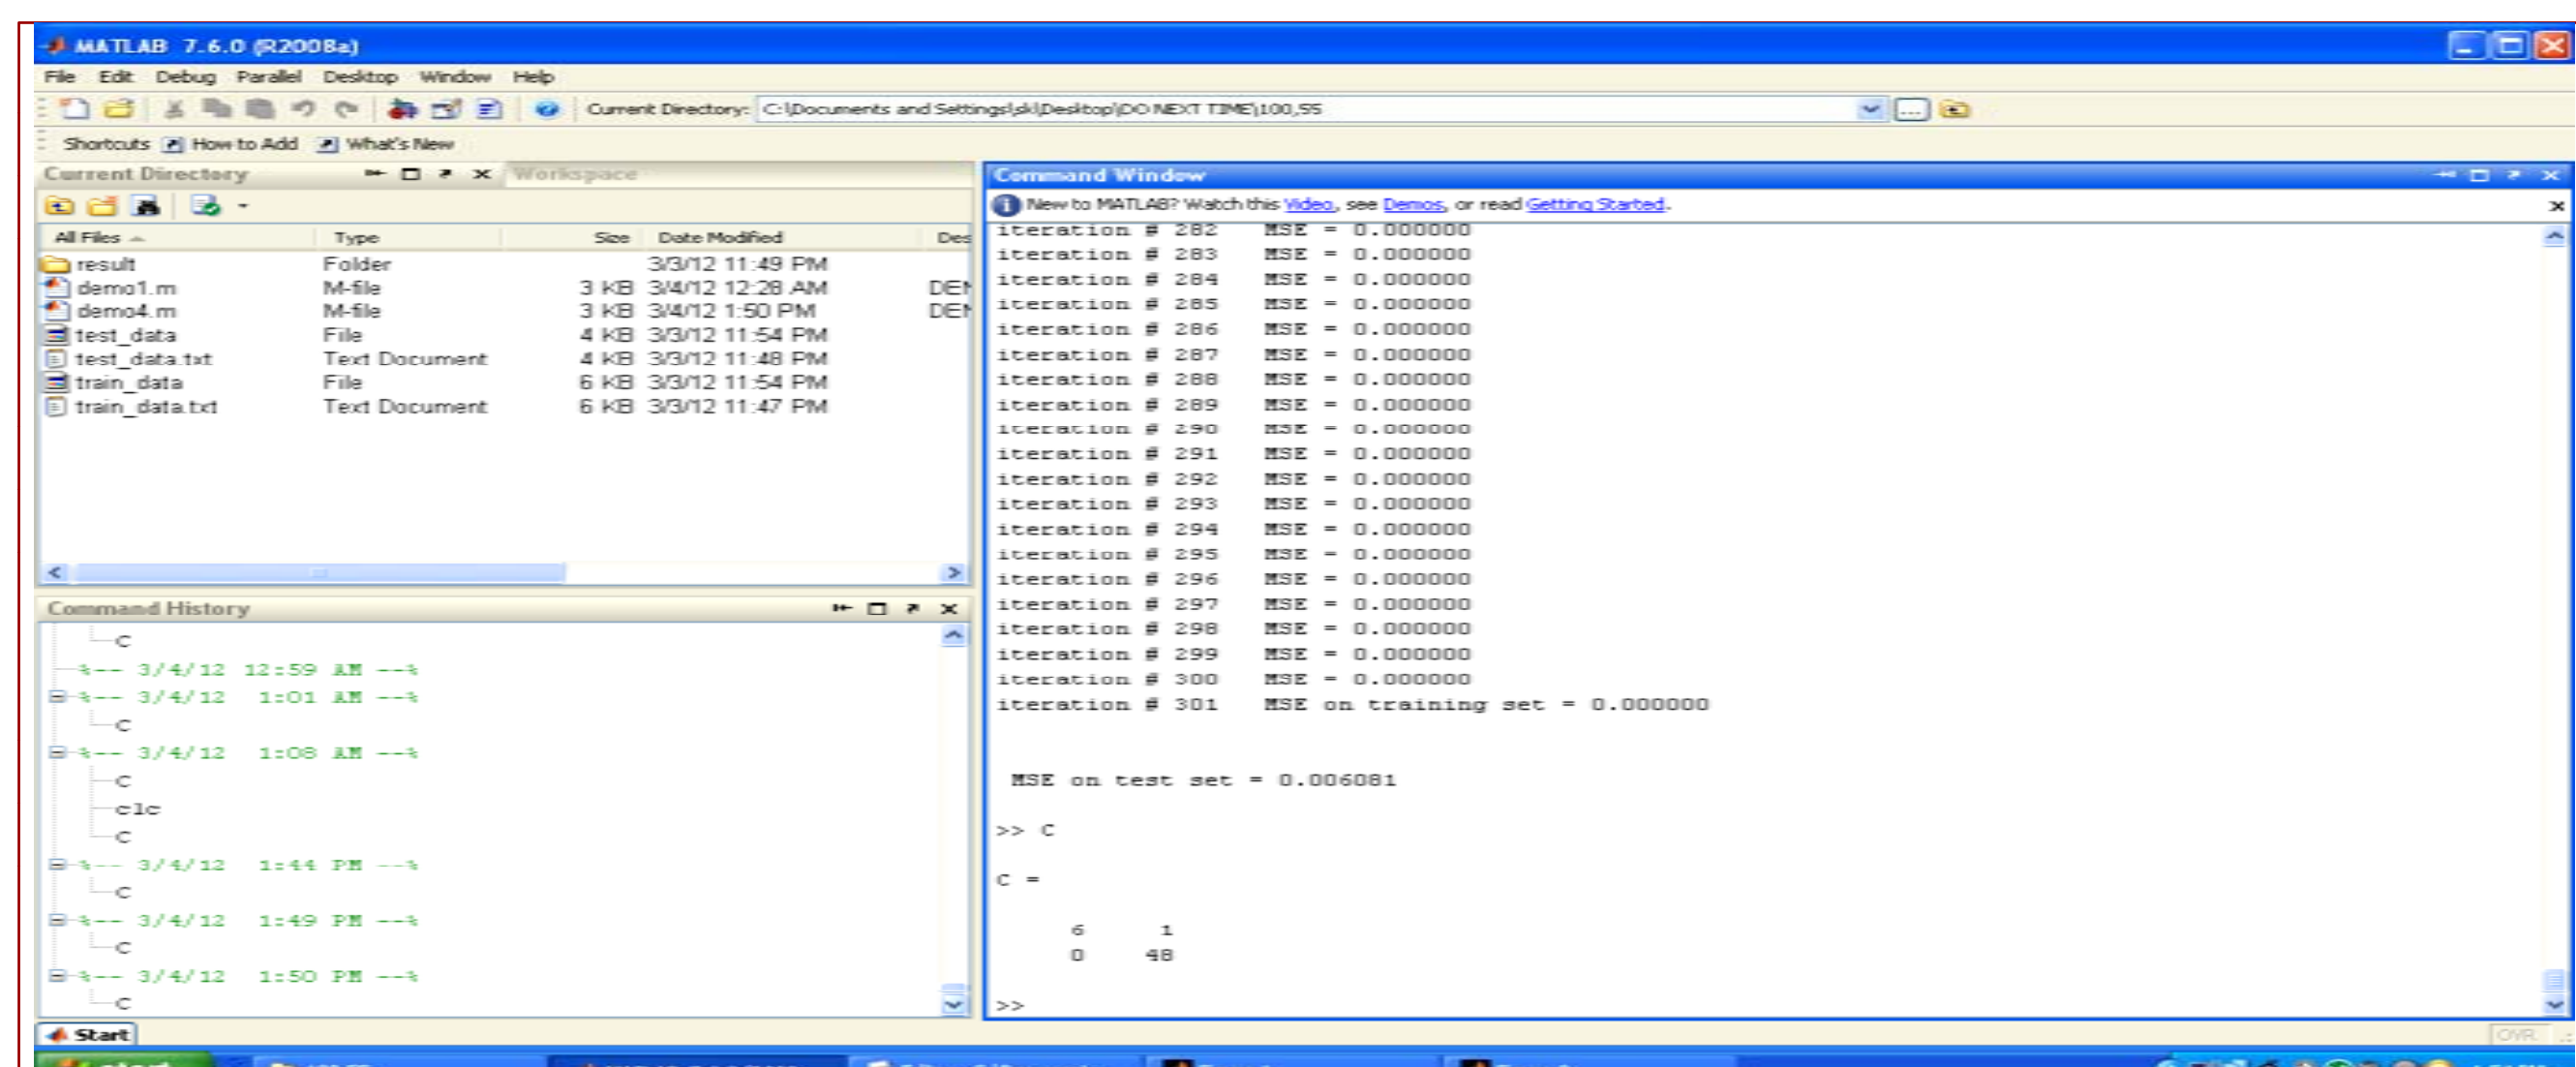 MATLAB 7.6.0 (R2008a)
File Edit Debug Parallel Desktop Window Help
Current Directory: C:\Documents and Settings\skl\Desktop\DO NEXT TIME\100,55
Shortcuts How to Add What's New
Current Directory Workspace
All Files Type Size Date Modified Des
result Folder 3/3/12 11:49 PM
demo1.m M-file 3 KB 3/4/12 12:28 AM DEM
demo4.m M-file 3 KB 3/4/12 1:50 PM DEM
test_data File 4 KB 3/3/12 11:54 PM
test_data.txt Text Document 4 KB 3/3/12 11:48 PM
train_data File 6 KB 3/3/12 11:54 PM
train_data.txt Text Document 6 KB 3/3/12 11:47 PM
Command History
C
%-- 3/4/12 12:59 AM --%
%-- 3/4/12 1:01 AM --%
C
%-- 3/4/12 1:08 AM --%
C
clc
C
%-- 3/4/12 1:44 PM --%
C
%-- 3/4/12 1:49 PM --%
C
%-- 3/4/12 1:50 PM --%
C
Command Window
New to MATLAB? Watch this Video, see Demos, or read Getting Started.
iteration # 282 MSE = 0.000000
iteration # 283 MSE = 0.000000
iteration # 284 MSE = 0.000000
iteration # 285 MSE = 0.000000
iteration # 286 MSE = 0.000000
iteration # 287 MSE = 0.000000
iteration # 288 MSE = 0.000000
iteration # 289 MSE = 0.000000
iteration # 290 MSE = 0.000000
iteration # 291 MSE = 0.000000
iteration # 292 MSE = 0.000000
iteration # 293 MSE = 0.000000
iteration # 294 MSE = 0.000000
iteration # 295 MSE = 0.000000
iteration # 296 MSE = 0.000000
iteration # 297 MSE = 0.000000
iteration # 298 MSE = 0.000000
iteration # 299 MSE = 0.000000
iteration # 300 MSE = 0.000000
iteration # 301 MSE on training set = 0.000000
MSE on test set = 0.006081
>> C
C =
6 1
0 48
>>
Start
OVR